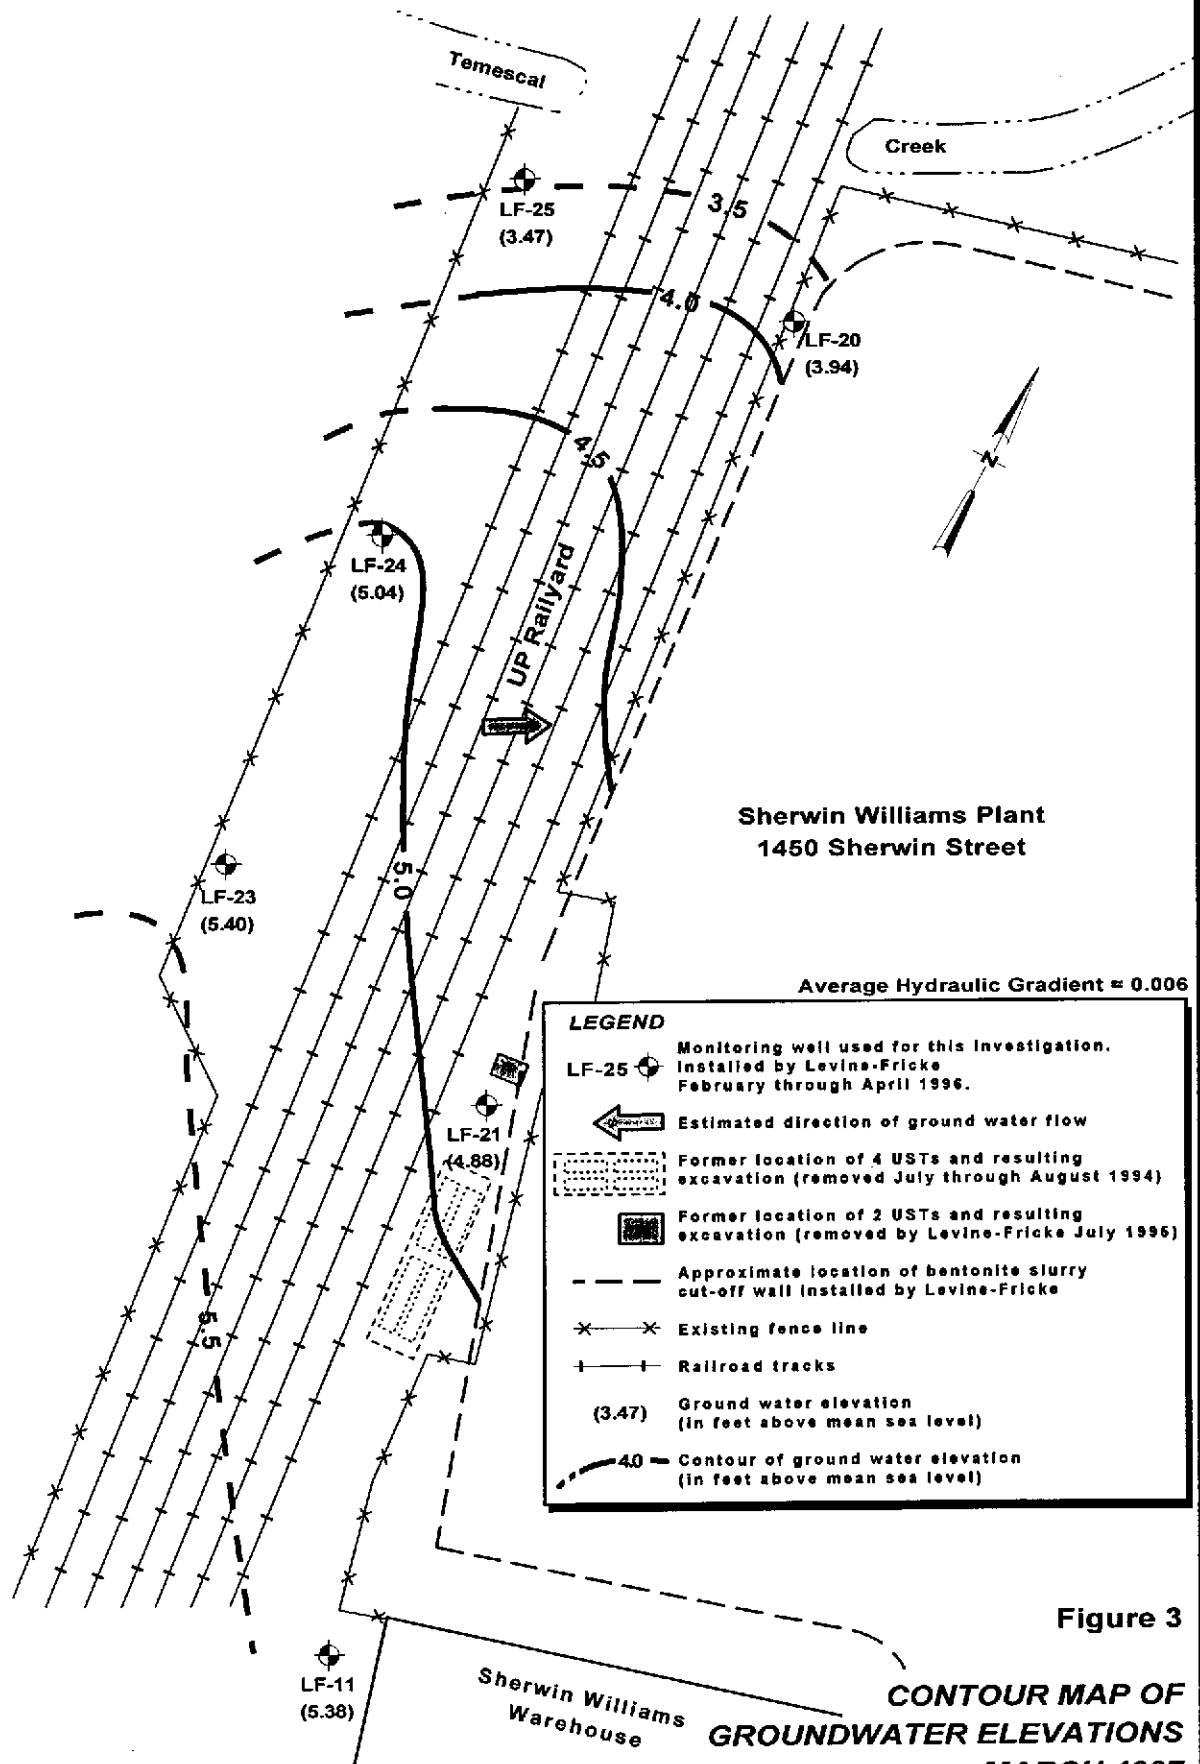 Temescal
Creek
LF-25
(3.47)
3.5
4.0
LF-20
(3.94)
4.5
N
LF-24
(5.04)
UP Railyard
Sherwin Williams Plant
1450 Sherwin Street
5.0
LF-23
(5.40)
Average Hydraulic Gradient = 0.006
LEGEND
LF-25
Monitoring well used for this investigation.
Installed by Levine-Fricke
February through April 1996.
Estimated direction of ground water flow
Former location of 4 USTs and resulting
excavation (removed July through August 1994)
Former location of 2 USTs and resulting
excavation (removed by Levine-Fricke July 1995)
Approximate location of bentonite slurry
cut-off wall installed by Levine-Fricke
Existing fence line
Railroad tracks
(3.47)
Ground water elevation
(in feet above mean sea level)
4.0
Contour of ground water elevation
(in feet above mean sea level)
LF-21
(4.88)
5.5
LF-11
(5.38)
Sherwin Williams
Warehouse
Figure 3
CONTOUR MAP OF
GROUNDWATER ELEVATIONS